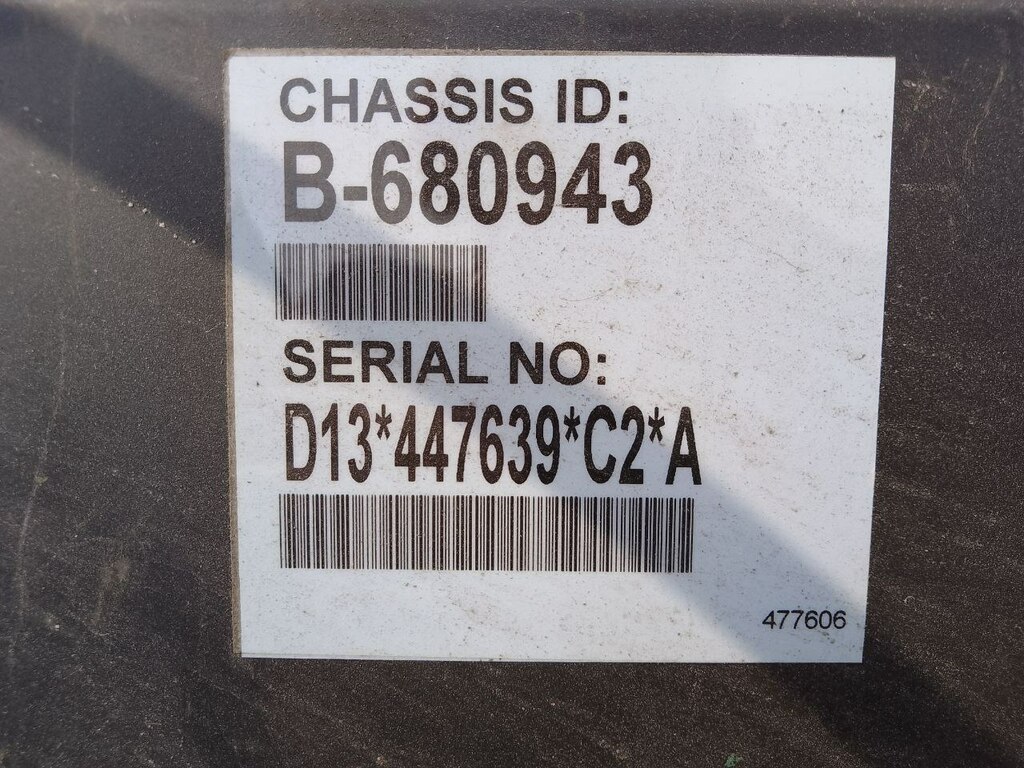 CHASSIS ID:
B-680943
SERIAL NO:
D13*447639*C2*A
477606